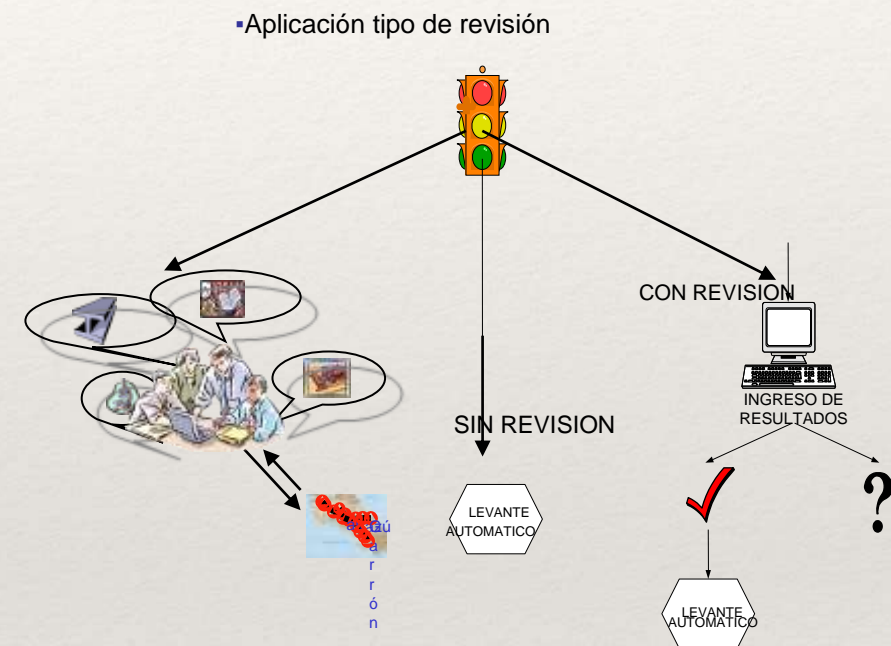 ▪Aplicación tipo de revisión
CON REVISION
INGRESO DE
RESULTADOS
SIN REVISION
LEVANTE
AUTOMATICO
?
LEVANTE
AUTOMATICO